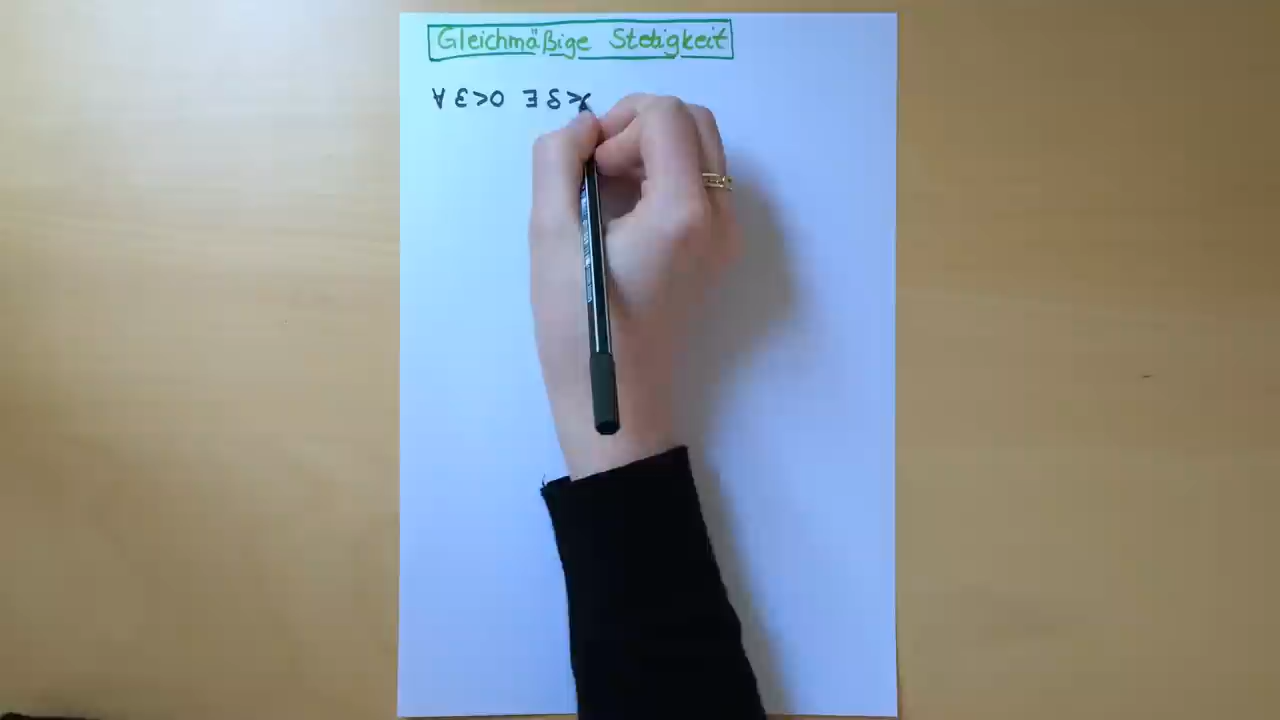 Gleichmäßige Stetigkeit
∀ ε>0 ∃ δ>